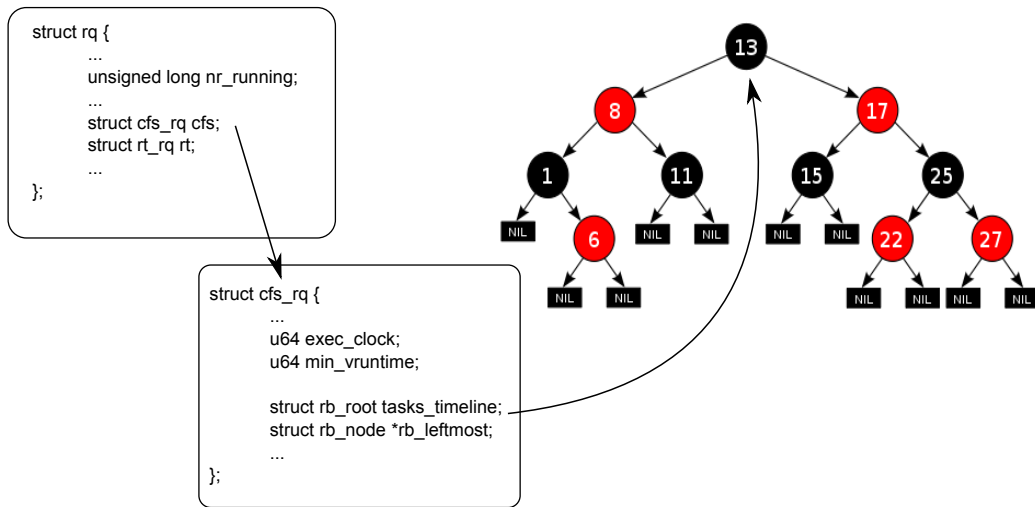 struct rq {
...
unsigned long nr_running;
...
struct cfs_rq cfs;
struct rt_rq rt;
...
};
struct cfs_rq {
...
u64 exec_clock;
u64 min_vruntime;
struct rb_root tasks_timeline;
struct rb_node *rb_leftmost;
...
};
13
8 17
1 11 15 25
NIL 6 NIL NIL NIL NIL 22 27
NIL NIL NIL NIL NIL NIL